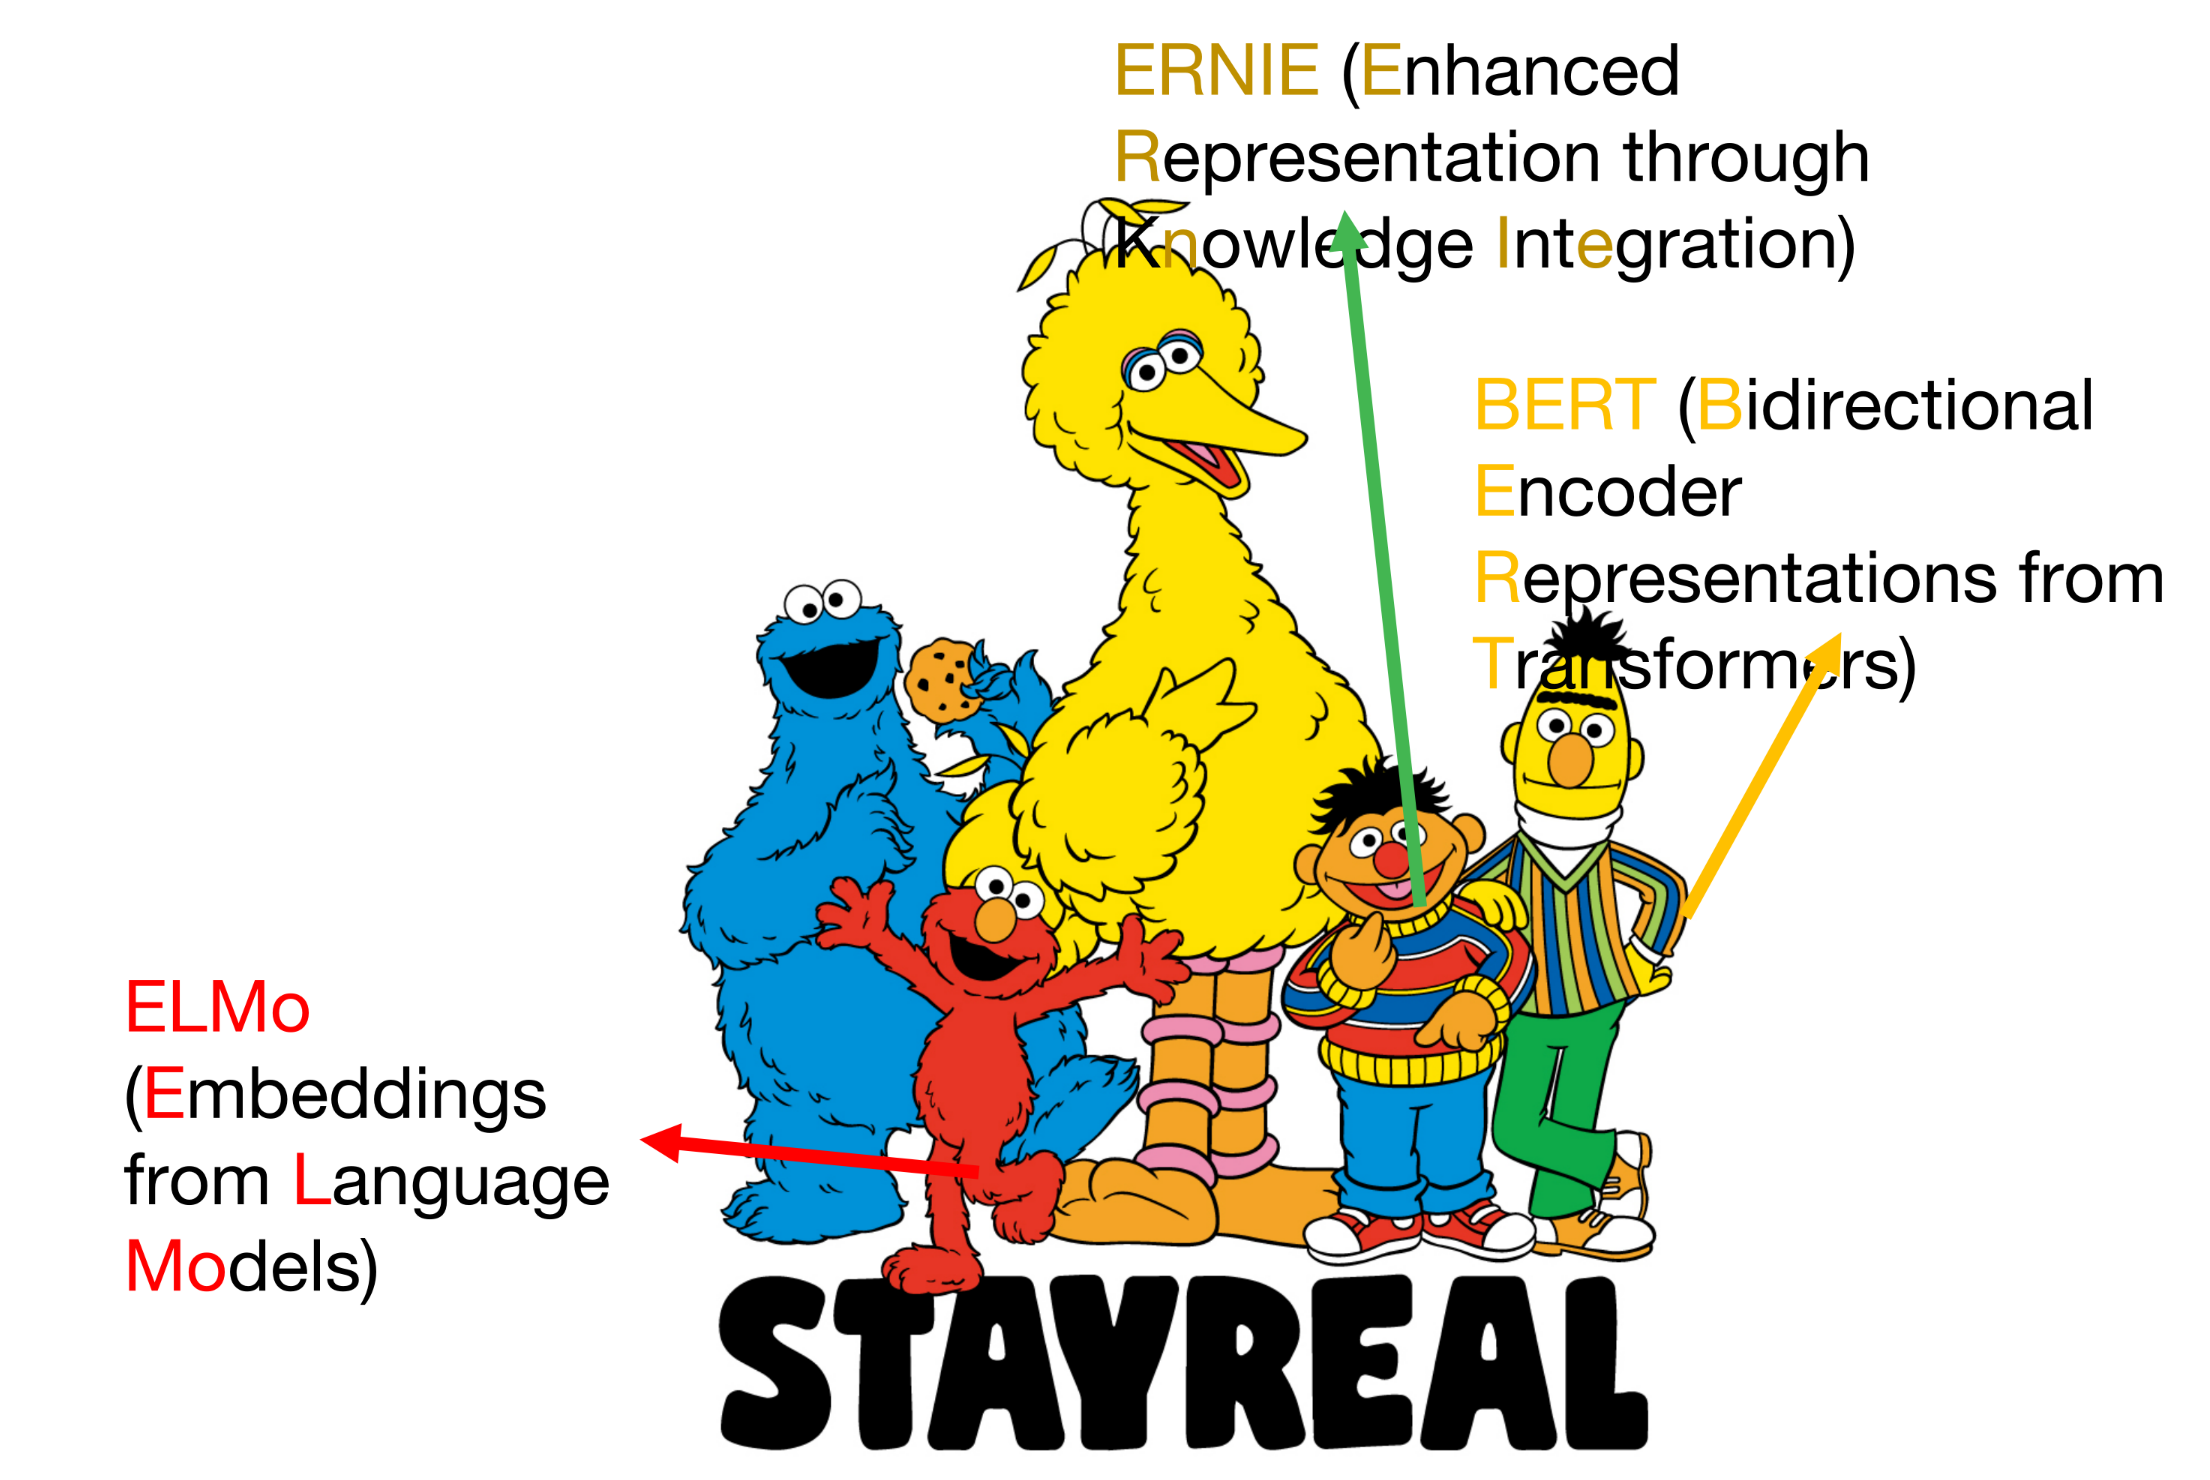 ERNIE (Enhanced
Representation through
Knowledge Integration)
BERT (Bidirectional
Encoder
Representations from
Transformers)
ELMo
(Embeddings
from Language
Models)
STAYREAL